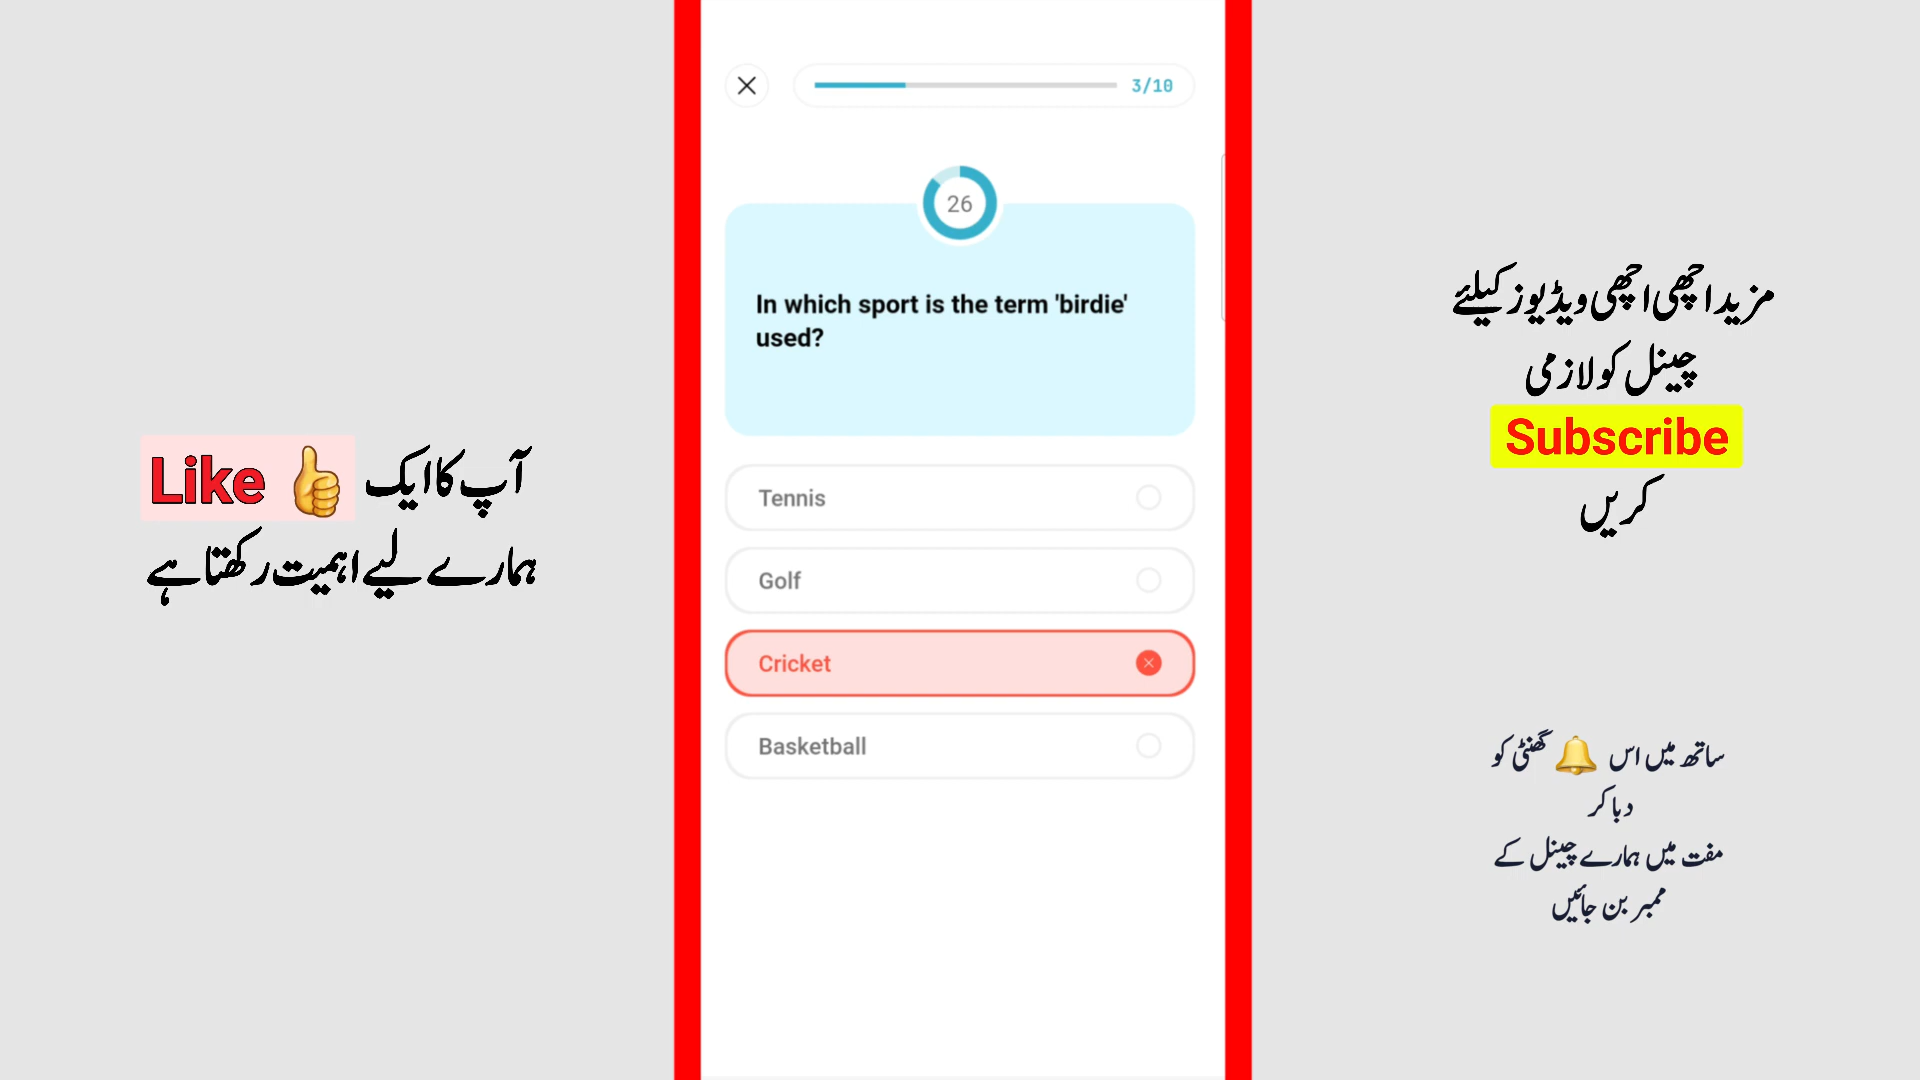 آپ کا ایک Like 👍
ہمارے لیے اہمیت رکھتا ہے
3/10
26
In which sport is the term 'birdie'
used?
Tennis
Golf
Cricket
Basketball
مزید اچھی اچھی ویڈیوز کیلئے
چینل کو لازمی
Subscribe
کریں
ساتھ میں اس 🔔 گھنٹی کو
دبا کر
مفت میں ہمارے چینل کے
ممبر بن جائیں